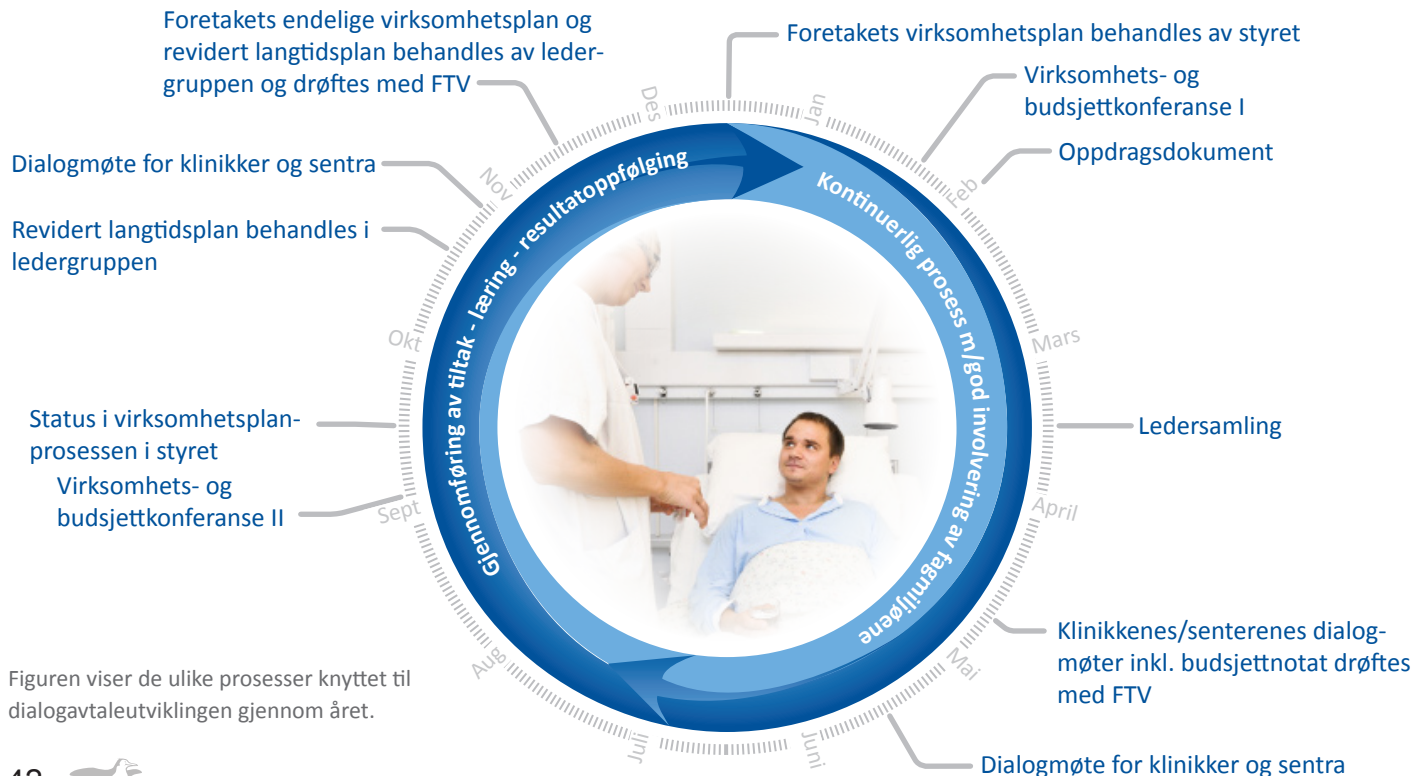 Foretakets endelige virksomhetsplan og
revidert langtidsplan behandles av leder-
gruppen og drøftes med FTV
Foretakets virksomhetsplan behandles av styret
Virksomhets- og
budsjettkonferanse I
Oppdragsdokument
Dialogmøte for klinikker og sentra
Revidert langtidsplan behandles i
ledergruppen
Status i virksomhetsplan-
prosessen i styret
Virksomhets- og
budsjettkonferanse II
Ledersamling
Klinikkenes/senterenes dialog-
møter inkl. budsjettnotat drøftes
med FTV
Dialogmøte for klinikker og sentra
Jan
Feb
Mars
April
Mai
Juni
Juli
Aug
Sept
Okt
Nov
Des
Kontinuerlig prosess m/god involvering av fagmiljøene
Gjennomføring av tiltak - læring - resultatoppfølging
Figuren viser de ulike prosesser knyttet til
dialogavtaleutviklingen gjennom året.